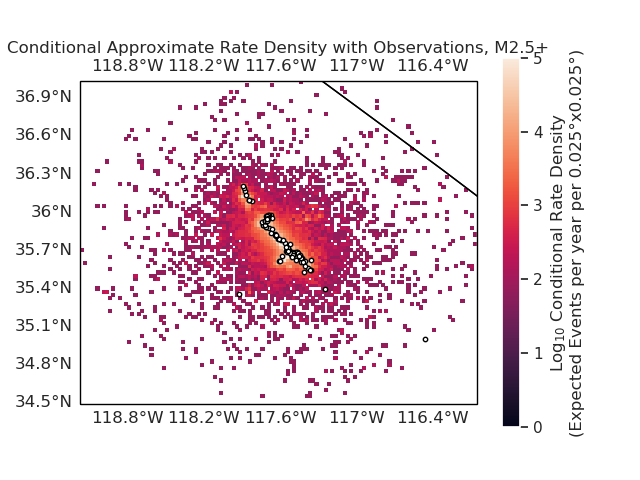 Conditional Approximate Rate Density with Observations, M2.5+
118.8°W 118.2°W 117.6°W 117°W 116.4°W
36.9°N
36.6°N
36.3°N
36°N
35.7°N
35.4°N
35.1°N
34.8°N
34.5°N
118.8°W 118.2°W 117.6°W 117°W 116.4°W
5
4
3
2
1
0
Log₁₀ Conditional Rate Density
(Expected Events per year per 0.025°x0.025°)